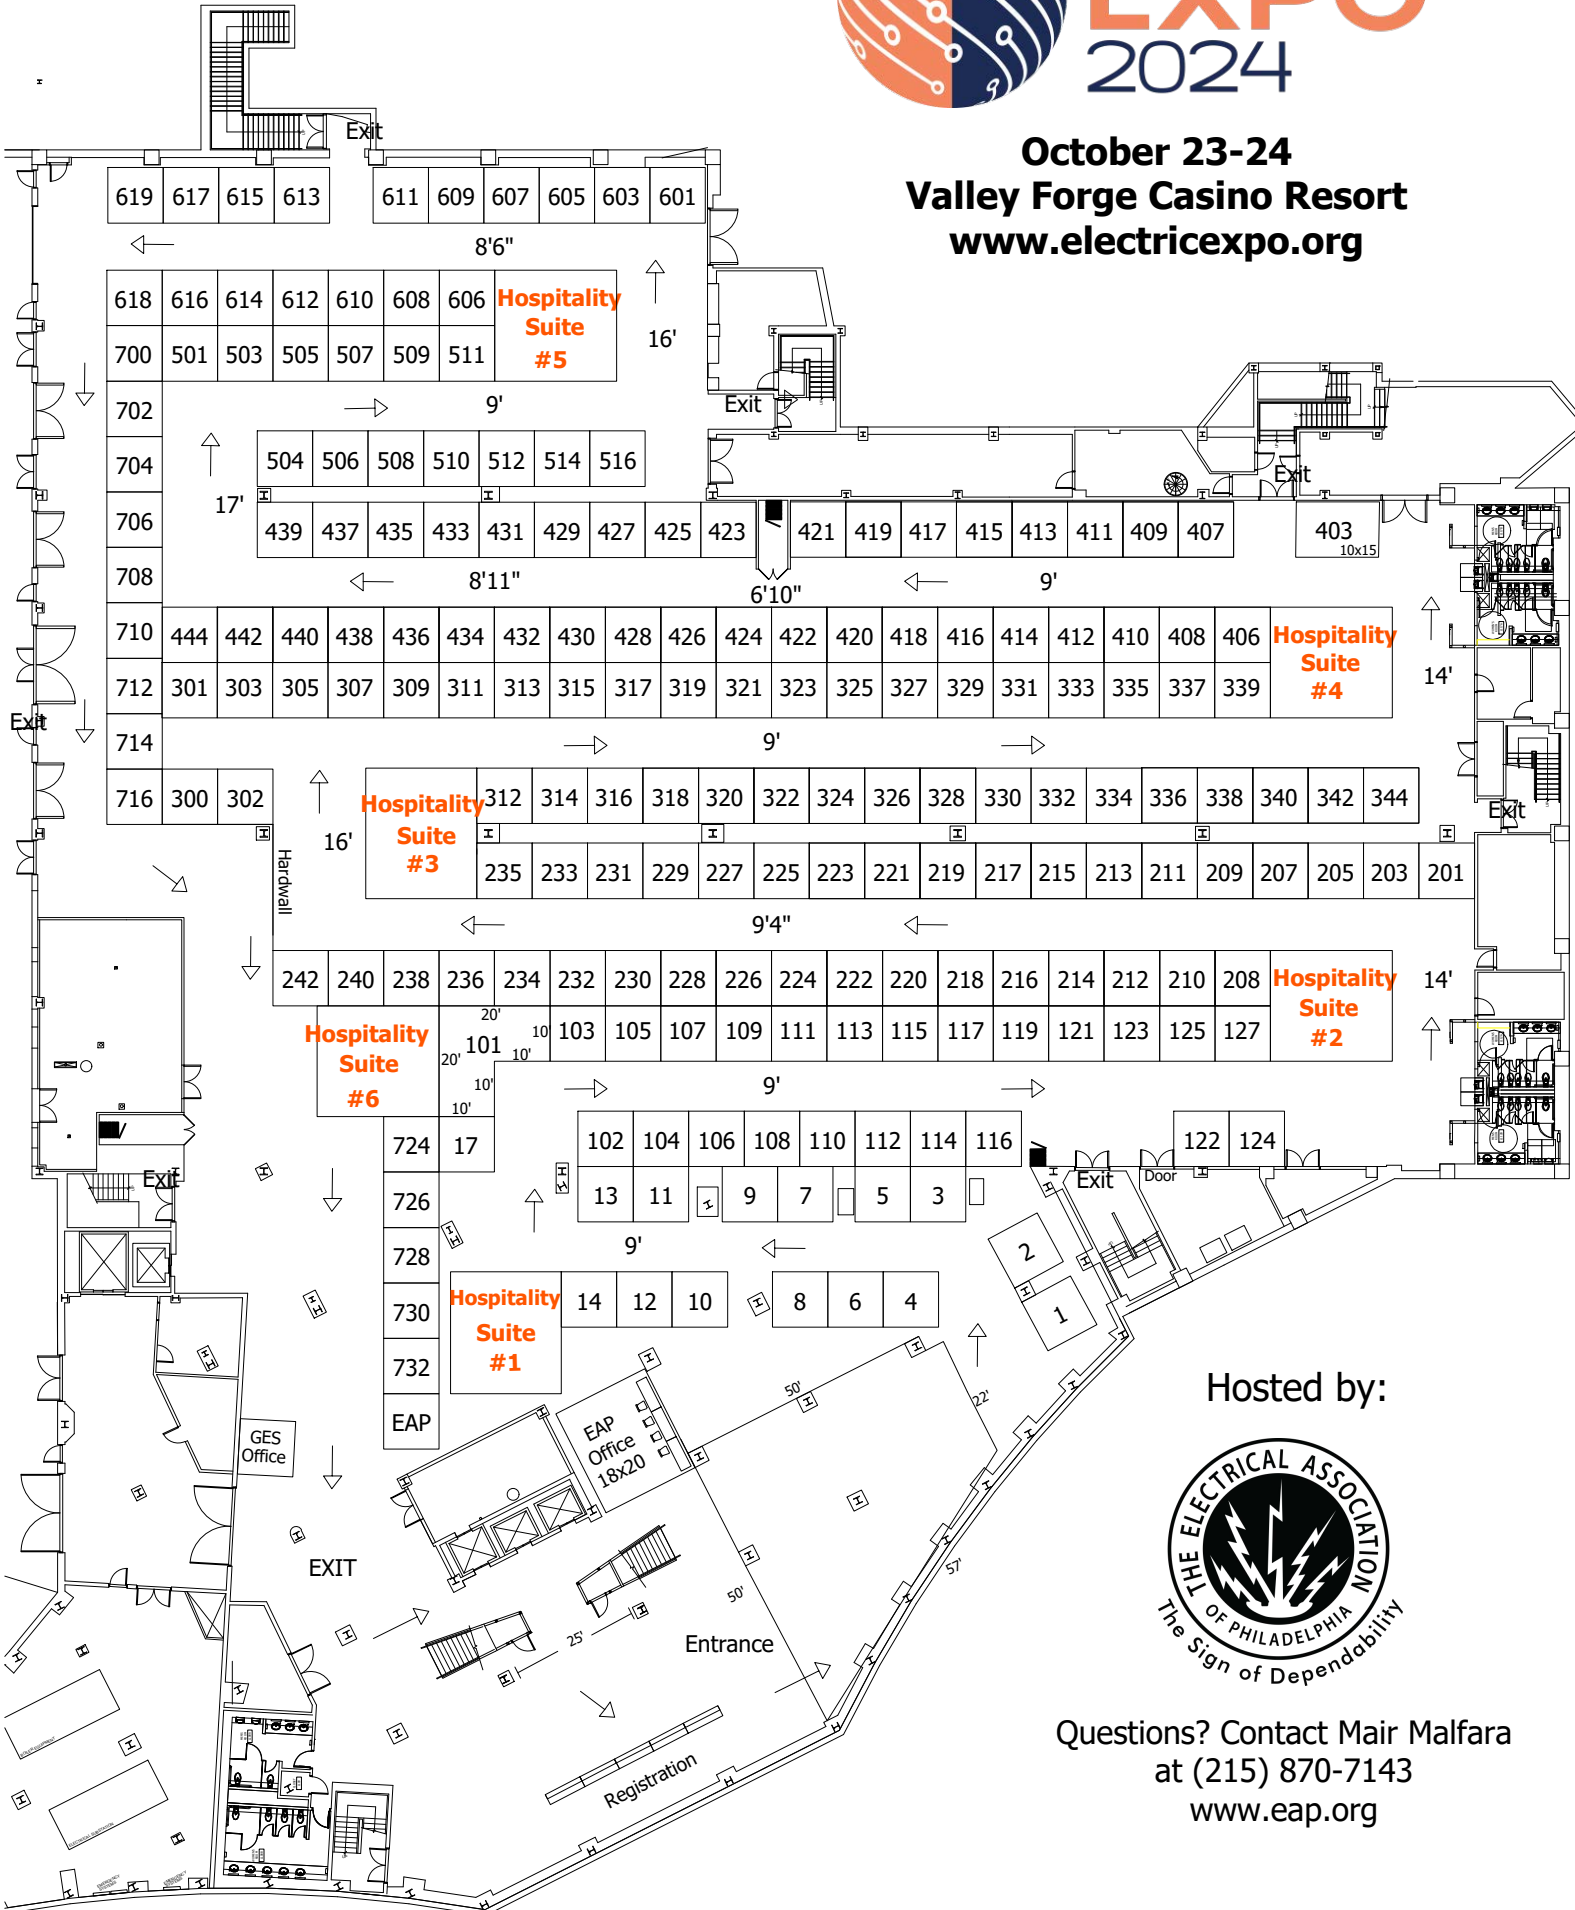 EXPO
2024
October 23-24
Valley Forge Casino Resort
www.electricexpo.org
Exit
619 617 615 613 611 609 607 605 603 601
8'6"
618 616 614 612 610 608 606
Hospitality
Suite
#5
16'
700 501 503 505 507 509 511
702
9'
Exit
704
504 506 508 510 512 514 516
Exit
17'
706
439 437 435 433 431 429 427 425 423 421 419 417 415 413 411 409 407 403
10x15
708
8'11"
6'10"
9'
710 444 442 440 438 436 434 432 430 428 426 424 422 420 418 416 414 412 410 408 406
Hospitality
Suite
#4
14'
712 301 303 305 307 309 311 313 315 317 319 321 323 325 327 329 331 333 335 337 339
Exit
714
9'
716 300 302
Hospitality
Suite
#3
312 314 316 318 320 322 324 326 328 330 332 334 336 338 340 342 344
Exit
16'
Hardwall
235 233 231 229 227 225 223 221 219 217 215 213 211 209 207 205 203 201
9'4"
242 240 238 236 234 232 230 228 226 224 222 220 218 216 214 212 210 208
Hospitality
Suite
#2
14'
Hospitality
Suite
#6
20'
10'
20'
101
10'
10'
10'
103 105 107 109 111 113 115 117 119 121 123 125 127
9'
724 17
102 104 106 108 110 112 114 116 122 124
Exit
Exit
Door
726
13 11 9 7 5 3
728
9'
2
730
Hospitality
Suite
#1
14 12 10 8 6 4
1
732
EAP
GES
Office
EAP
Office
18x20
50'
22'
Hosted by:
THE ELECTRICAL ASSOCIATION
OF PHILADELPHIA
The Sign of Dependability
EXIT
57'
50'
25'
Entrance
Registration
Questions? Contact Mair Malfara
at (215) 870-7143
www.eap.org